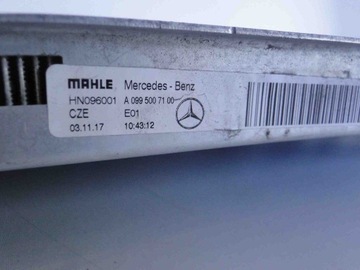 MAHLE Mercedes - Benz
HN096001 A 099 500 71 00
CZE E01
03.11.17 10:43:12